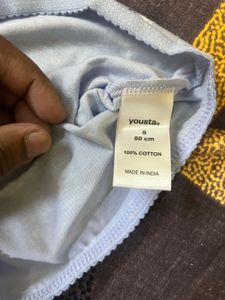 yousta®
S
80 cm
100% COTTON
MADE IN INDIA